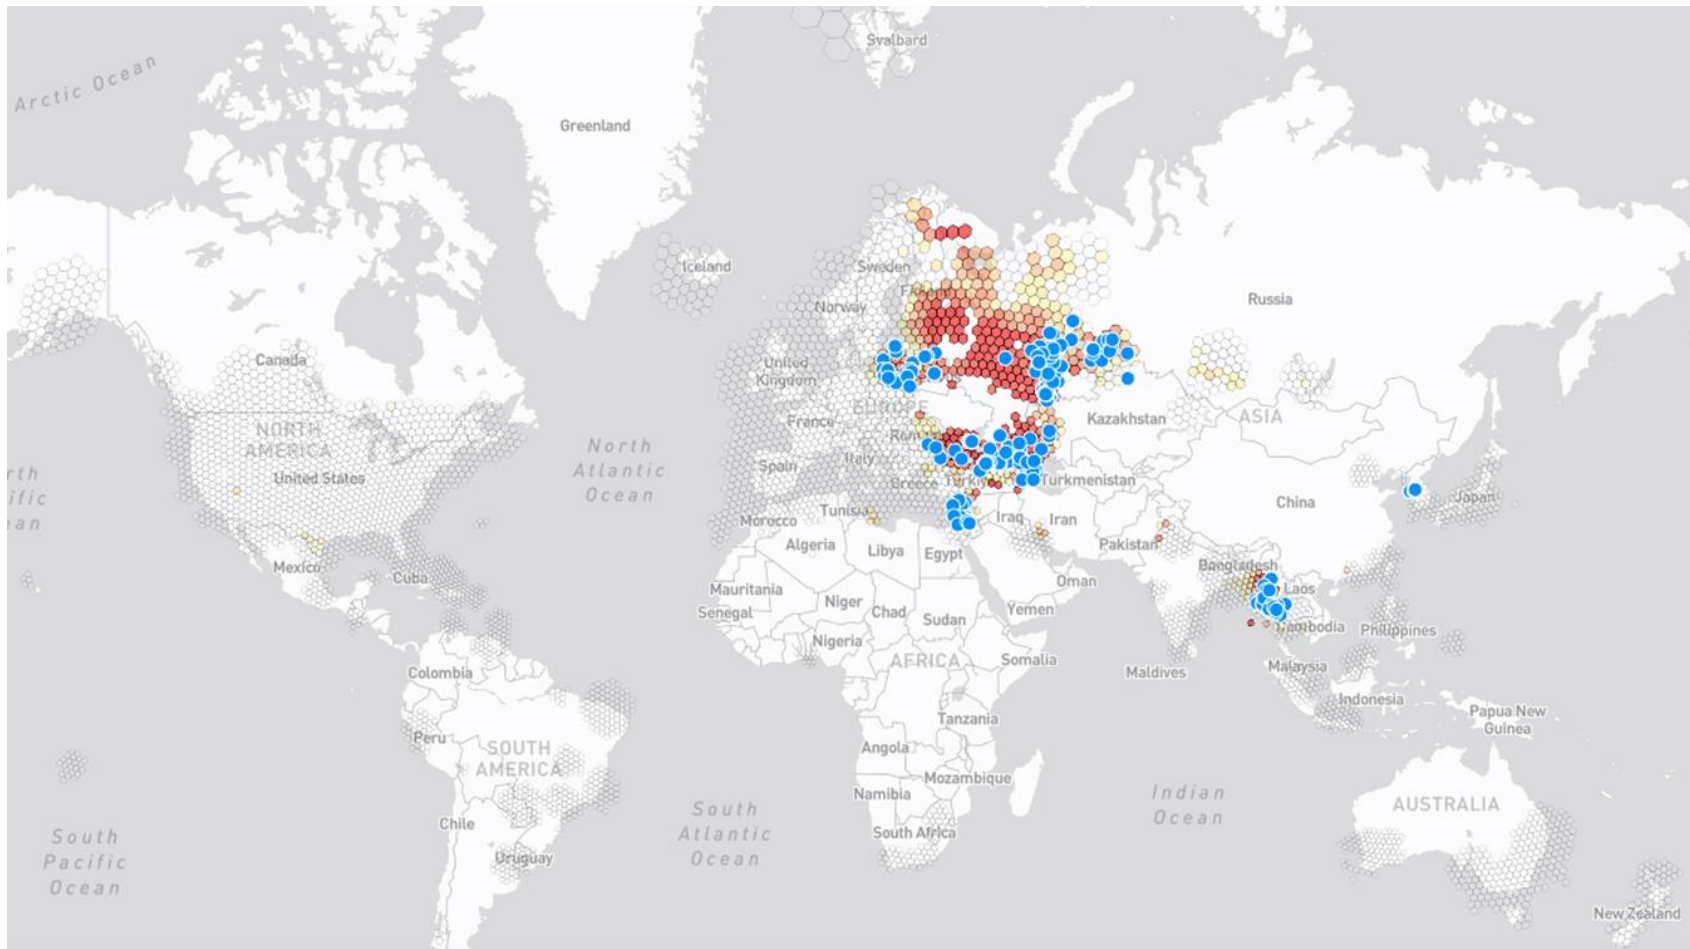 Svalbard
Arctic Ocean
Greenland
Iceland
Sweden
Russia
Norway
Canada
United
Kingdom
EUROPE
France
Kazakhstan
ASIA
NORTH
AMERICA
North
Atlantic
Ocean
Italy
Spain
United States
Greece
Turkmenistan
China
Japan
Morocco
Tunisia
Iraq
Iran
Algeria
Libya
Egypt
Pakistan
Mexico
Cuba
Bangladesh
Oman
Mauritania
Laos
Niger
Chad
Yemen
Senegal
Sudan
Nigeria
Cambodia
Philippines
AFRICA
Somalia
Colombia
Maldives
Malaysia
Indonesia
Tanzania
Papua New
Guinea
Peru
SOUTH
AMERICA
Angola
Mozambique
Namibia
Indian
Ocean
AUSTRALIA
South
Atlantic
Ocean
Chile
South Africa
South
Pacific
Ocean
Uruguay
New Zealand